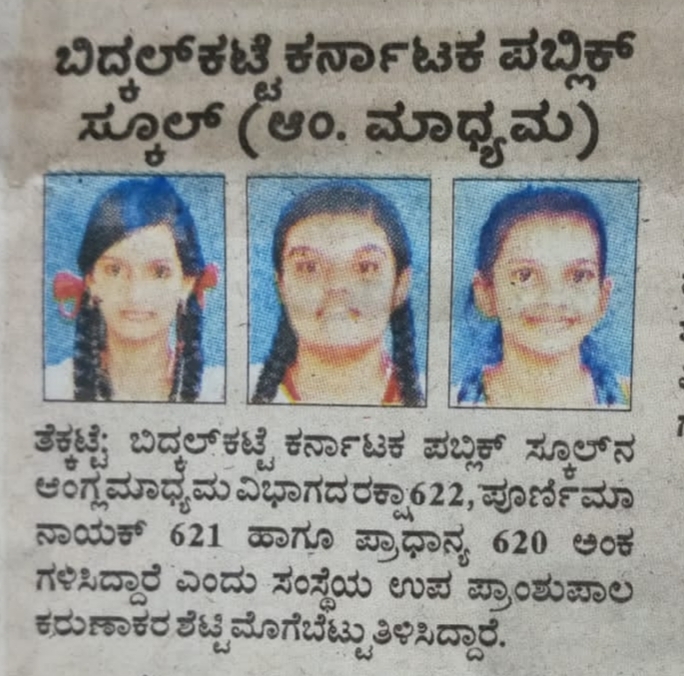 ಬಿದ್ಕಲ್‌ಕಟ್ಟೆ ಕರ್ನಾಟಕ ಪಬ್ಲಿಕ್
ಸ್ಕೂಲ್ (ಆಂ. ಮಾಧ್ಯಮ)
ತೆಕ್ಕಟ್ಟೆ: ಬಿದ್ಕಲ್‌ಕಟ್ಟೆ ಕರ್ನಾಟಕ ಪಬ್ಲಿಕ್ ಸ್ಕೂಲ್‌ನ
ಆಂಗ್ಲಮಾಧ್ಯಮ ವಿಭಾಗದ ರಕ್ಷಾ 622, ಪೂರ್ಣಿಮಾ
ನಾಯಕ್ 621 ಹಾಗೂ ಪ್ರಾಧಾನ್ಯ 620 ಅಂಕ
ಗಳಿಸಿದ್ದಾರೆ ಎಂದು ಸಂಸ್ಥೆಯ ಉಪ ಪ್ರಾಂಶುಪಾಲ
ಕರುಣಾಕರ ಶೆಟ್ಟಿ ಮೊಗೆಬೆಟ್ಟು ತಿಳಿಸಿದ್ದಾರೆ.